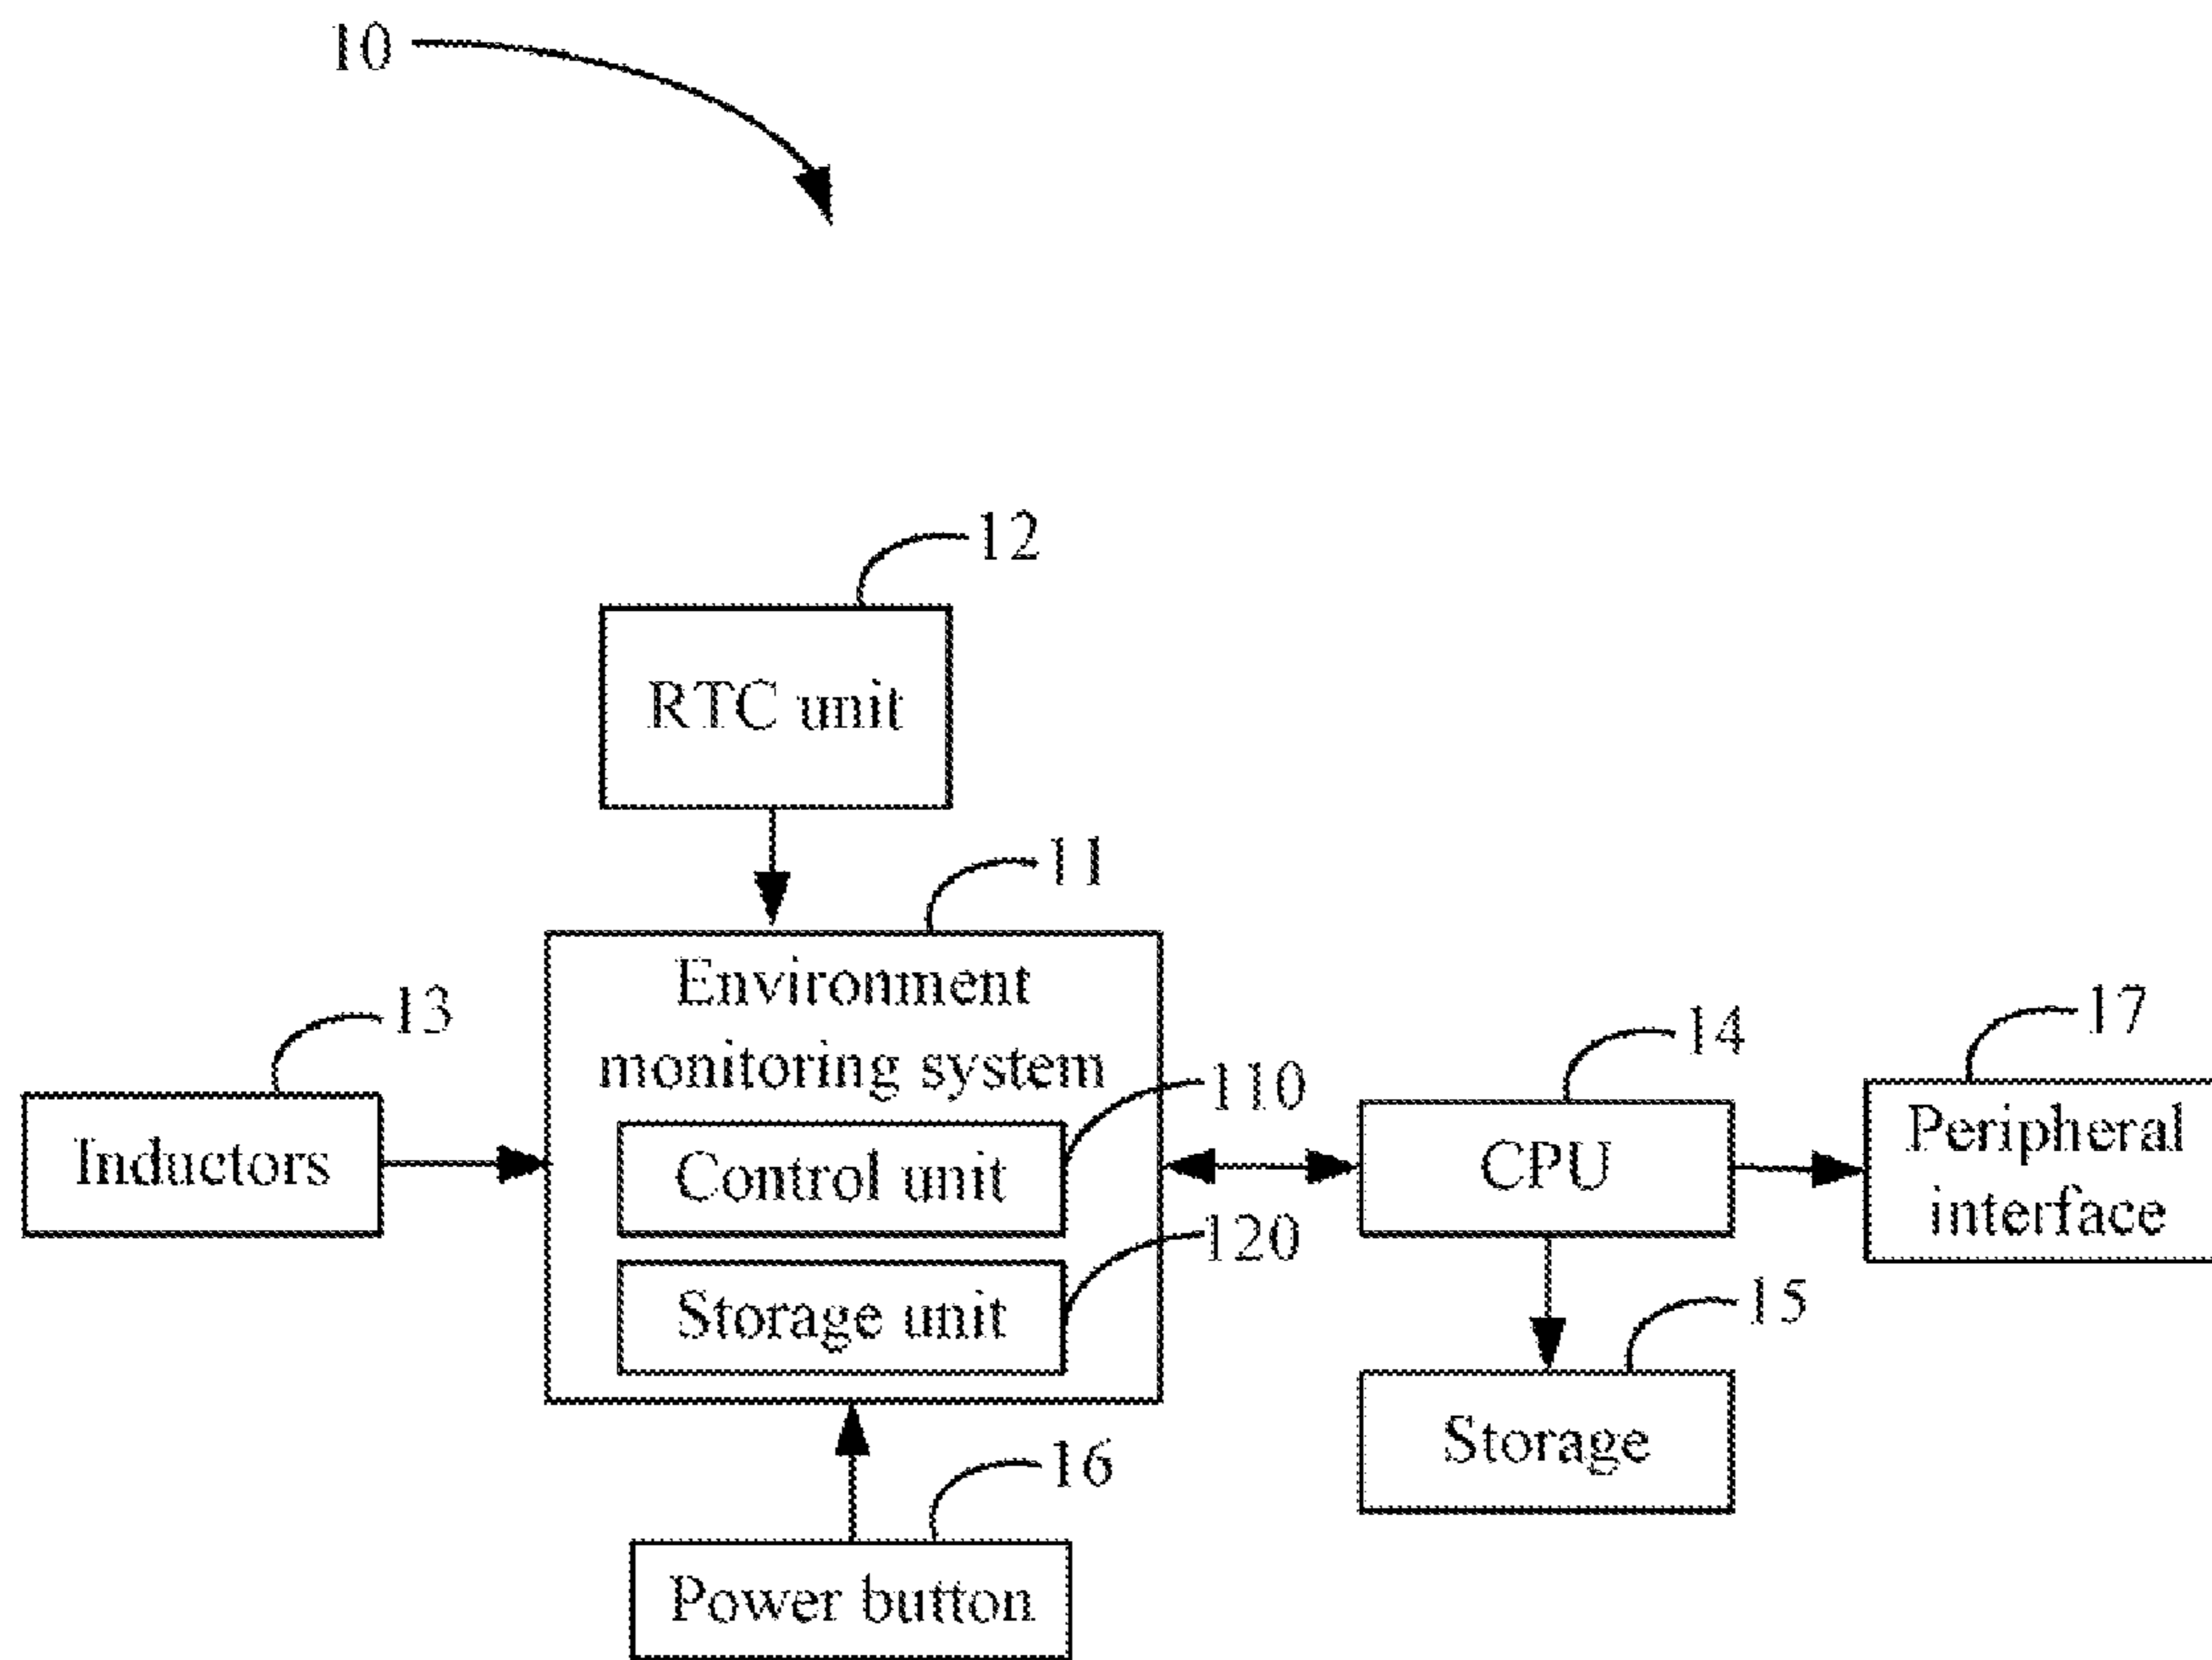 10
12
RTC unit
11
Environment
monitoring system
13
Inductors
110
Control unit
120
Storage unit
14
CPU
17
Peripheral
interface
15
Storage
16
Power button